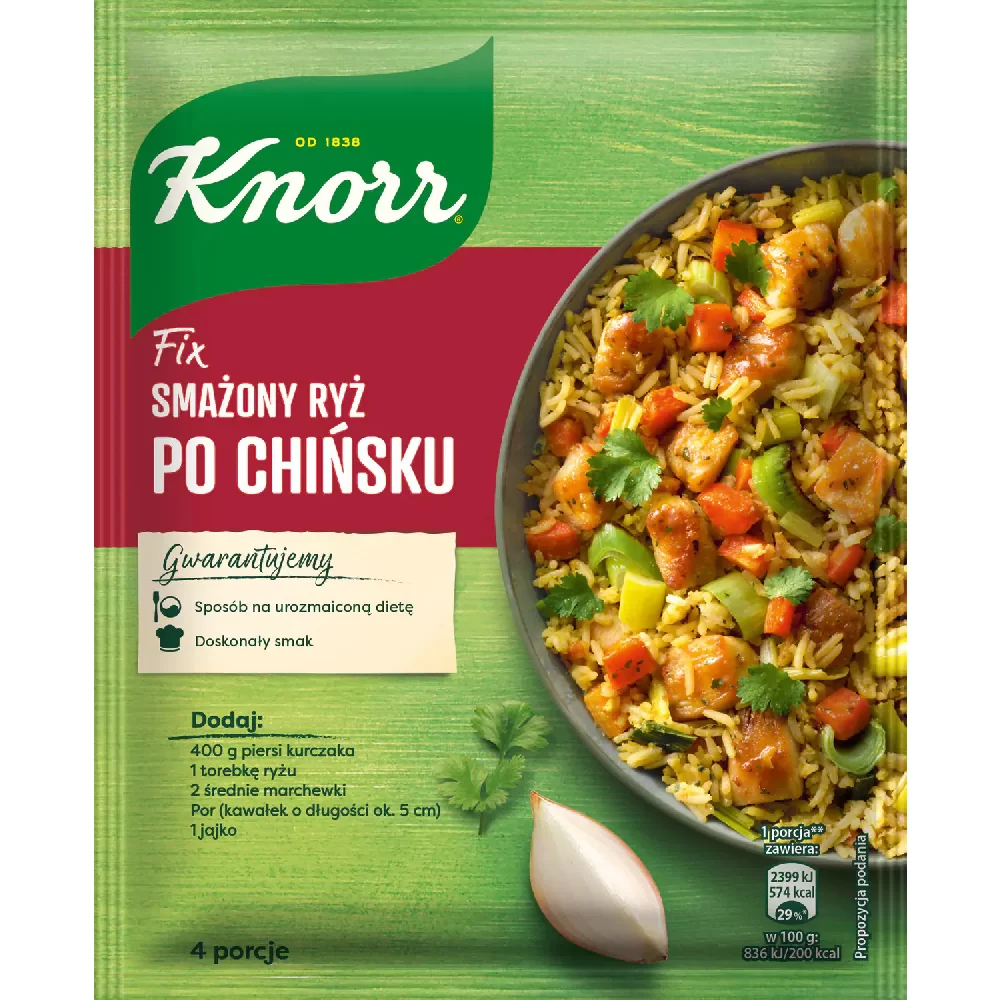 OD 1838
Knorr®
Fix
SMAŻONY RYŻ
PO CHIŃSKU
Gwarantujemy
Sposób na urozmaiconą dietę
Doskonały smak
Dodaj:
400 g piersi kurczaka
1 torebkę ryżu
2 średnie marchewki
Por (kawałek o długości ok. 5 cm)
1 jajko
4 porcje
1 porcja**
zawiera:
2399 kJ
574 kcal
29%*
w 100 g:
836 kJ/200 kcal
Propozycja podania